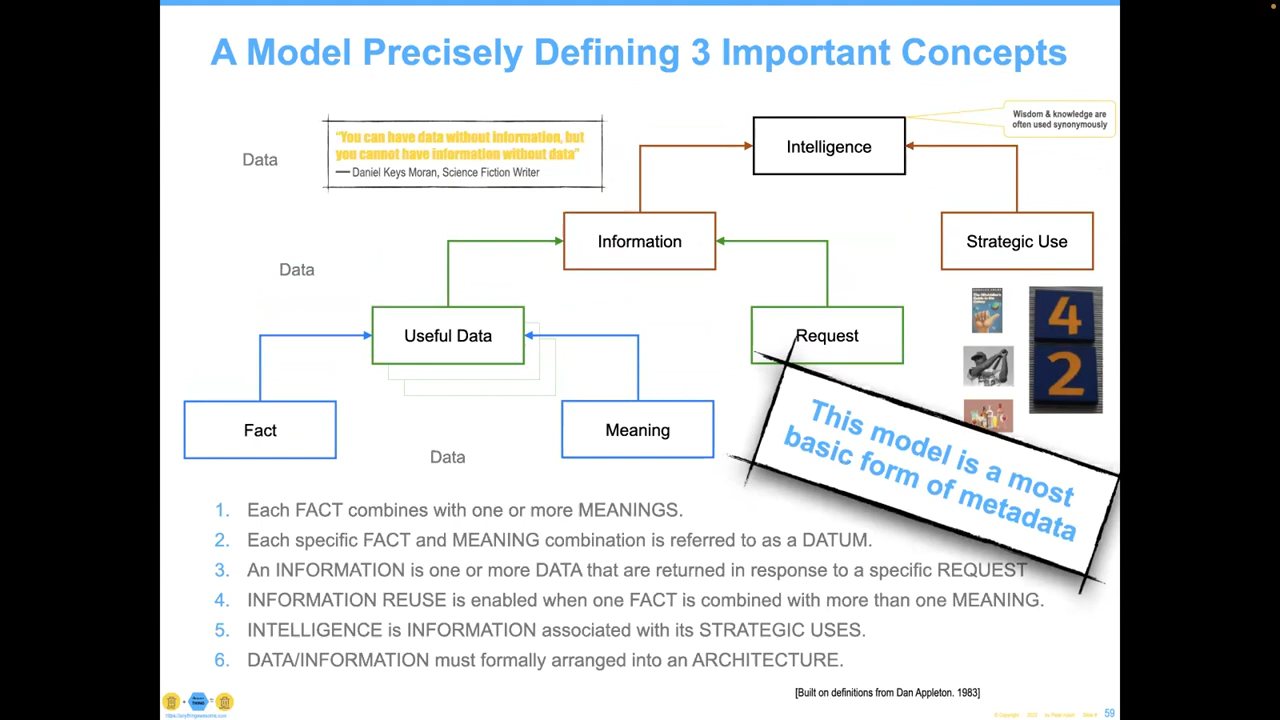 A Model Precisely Defining 3 Important Concepts
Wisdom & knowledge are
often used synonymously
"You can have data without information, but
you cannot have information without data"
— Daniel Keys Moran, Science Fiction Writer
Data
Intelligence
Information
Strategic Use
Data
Useful Data
Request
4
2
Fact
Meaning
Data
This model is a most
basic form of metadata
1. Each FACT combines with one or more MEANINGS.
2. Each specific FACT and MEANING combination is referred to as a DATUM.
3. An INFORMATION is one or more DATA that are returned in response to a specific REQUEST
4. INFORMATION REUSE is enabled when one FACT is combined with more than one MEANING.
5. INTELLIGENCE is INFORMATION associated with its STRATEGIC USES.
6. DATA/INFORMATION must formally arranged into an ARCHITECTURE.
[Built on definitions from Dan Appleton. 1983]
59